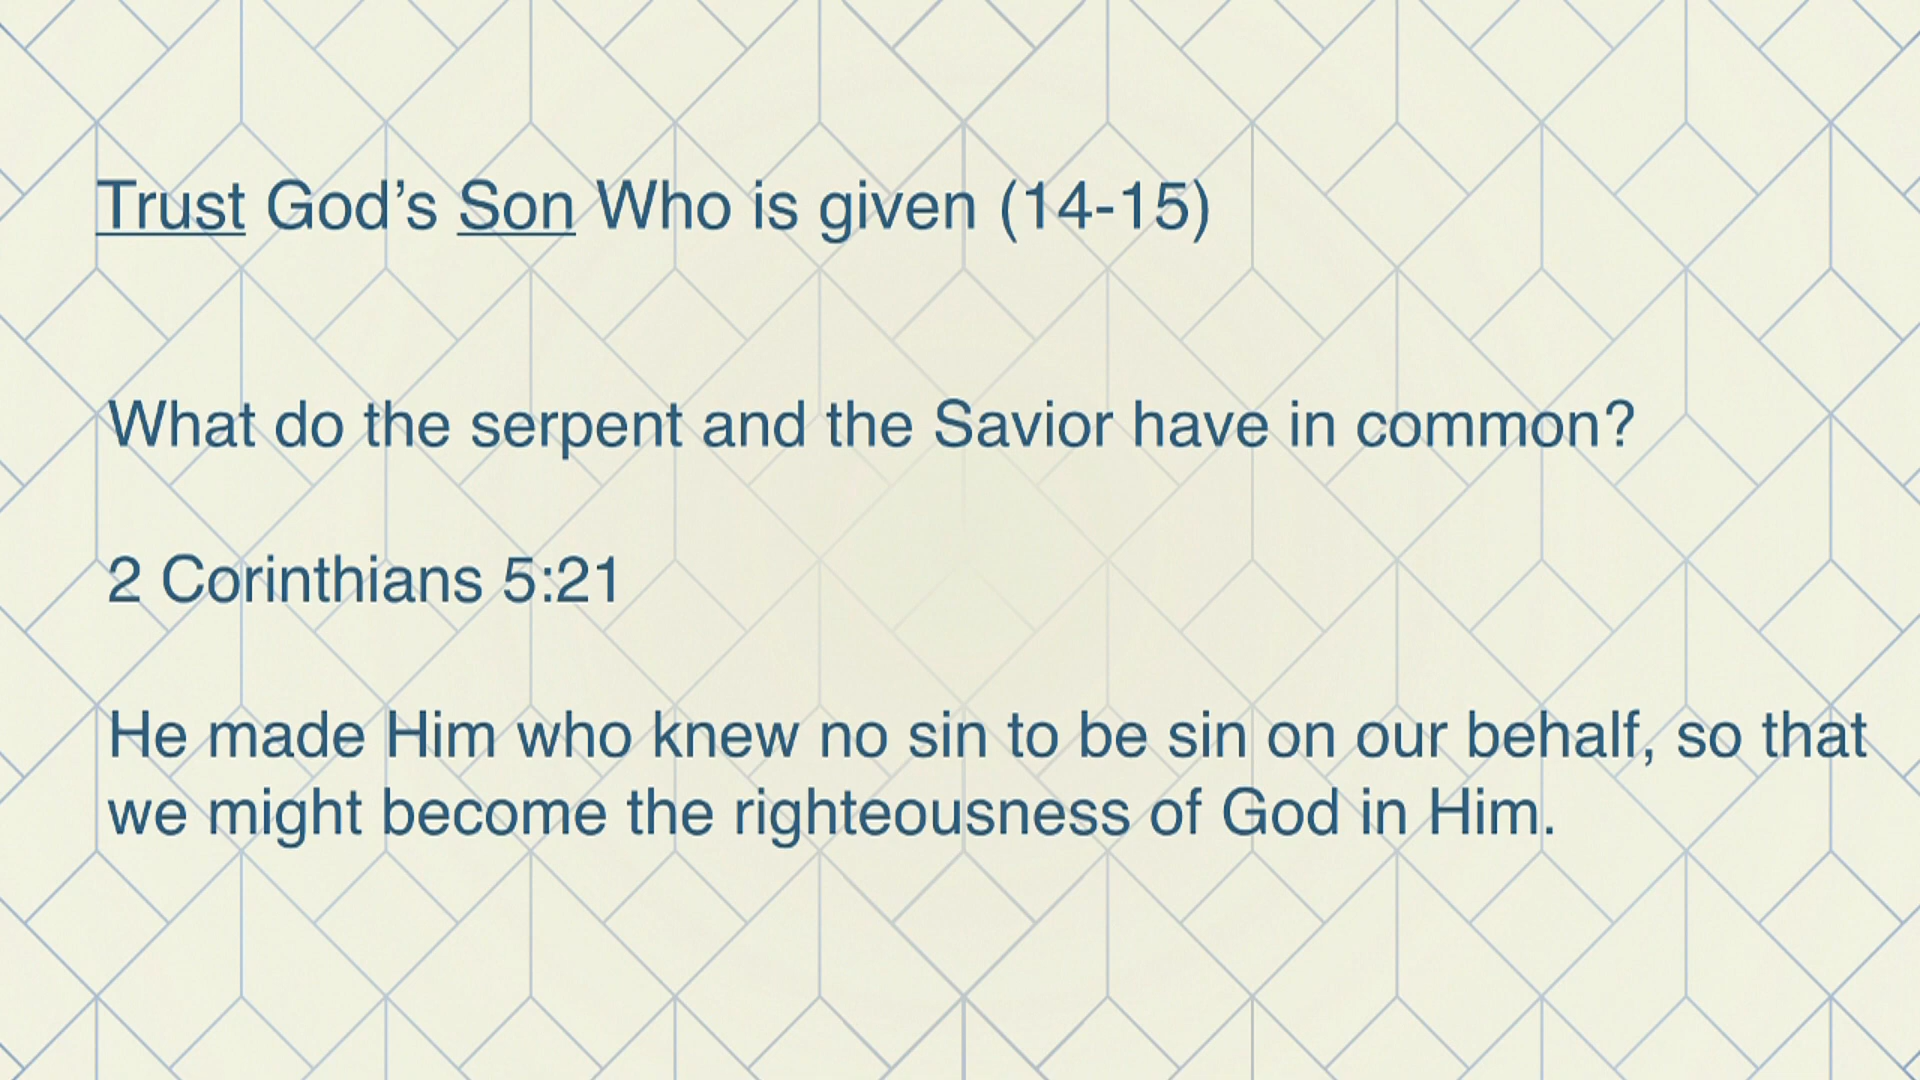 Trust God’s Son Who is given (14-15)
What do the serpent and the Savior have in common?
2 Corinthians 5:21
He made Him who knew no sin to be sin on our behalf, so that
we might become the righteousness of God in Him.